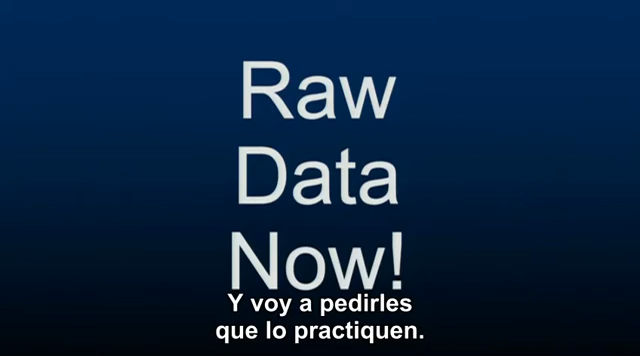 Raw
Data
Now!
Y voy a pedirles
que lo practiquen.